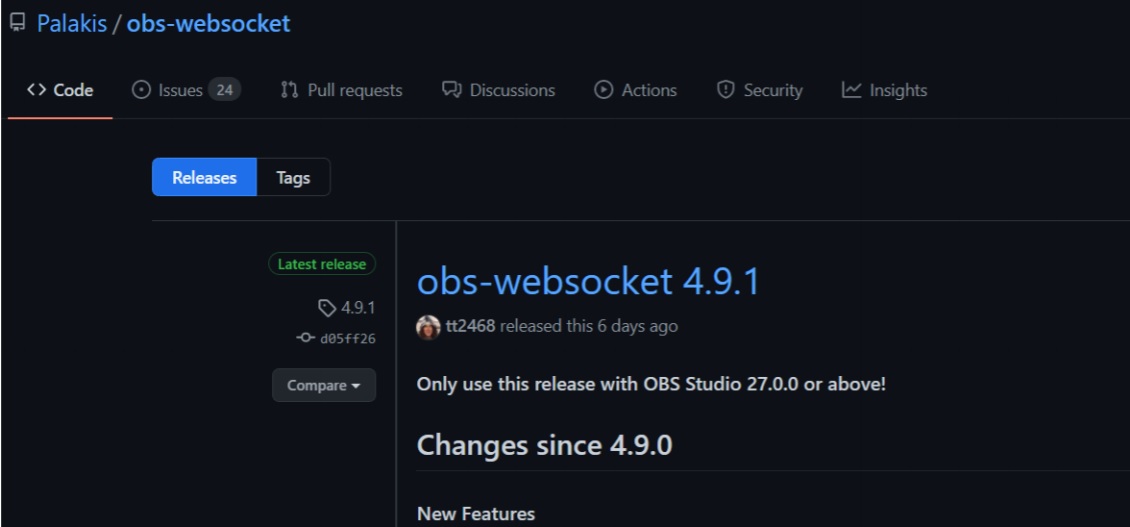 Palakis / obs-websocket
Code Issues 24 Pull requests Discussions Actions Security Insights
Releases Tags
Latest release
4.9.1
d05ff26
Compare
obs-websocket 4.9.1
tt2468 released this 6 days ago
Only use this release with OBS Studio 27.0.0 or above!
Changes since 4.9.0
New Features